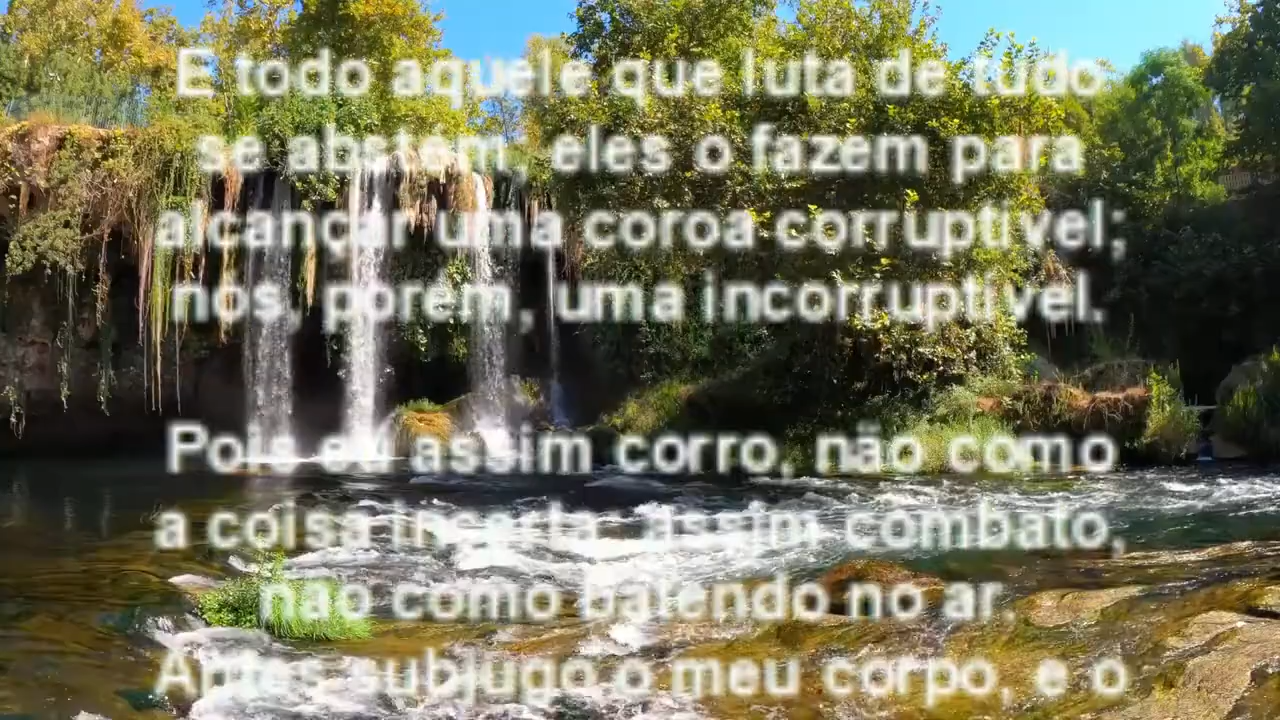 E todo aquele que luta de tudo
se abstém, eles o fazem para
alcançar uma coroa corruptível;
nós, porém, uma incorruptível.
Pois eu assim corro, não como
a coisa incerta, assim combato,
não como batendo no ar.
Antes subjugo o meu corpo, e o